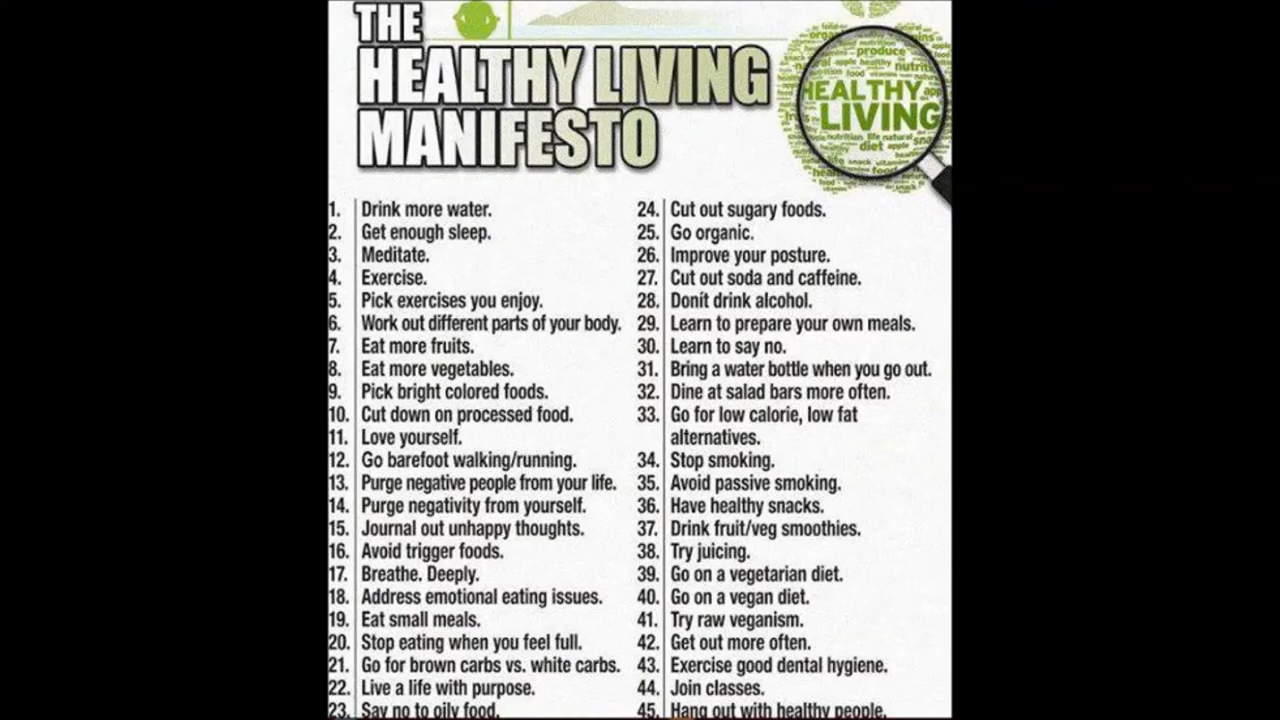 THE
HEALTHY LIVING
MANIFESTO
HEALTHY
LIVING
produce
nutrition life natural
diet apple
snack vitamins
food
1. Drink more water.
2. Get enough sleep.
3. Meditate.
4. Exercise.
5. Pick exercises you enjoy.
6. Work out different parts of your body.
7. Eat more fruits.
8. Eat more vegetables.
9. Pick bright colored foods.
10. Cut down on processed food.
11. Love yourself.
12. Go barefoot walking/running.
13. Purge negative people from your life.
14. Purge negativity from yourself.
15. Journal out unhappy thoughts.
16. Avoid trigger foods.
17. Breathe. Deeply.
18. Address emotional eating issues.
19. Eat small meals.
20. Stop eating when you feel full.
21. Go for brown carbs vs. white carbs.
22. Live a life with purpose.
23. Say no to oily food.
24. Cut out sugary foods.
25. Go organic.
26. Improve your posture.
27. Cut out soda and caffeine.
28. Donít drink alcohol.
29. Learn to prepare your own meals.
30. Learn to say no.
31. Bring a water bottle when you go out.
32. Dine at salad bars more often.
33. Go for low calorie, low fat
alternatives.
34. Stop smoking.
35. Avoid passive smoking.
36. Have healthy snacks.
37. Drink fruit/veg smoothies.
38. Try juicing.
39. Go on a vegetarian diet.
40. Go on a vegan diet.
41. Try raw veganism.
42. Get out more often.
43. Exercise good dental hygiene.
44. Join classes.
45. Hang out with healthy people.